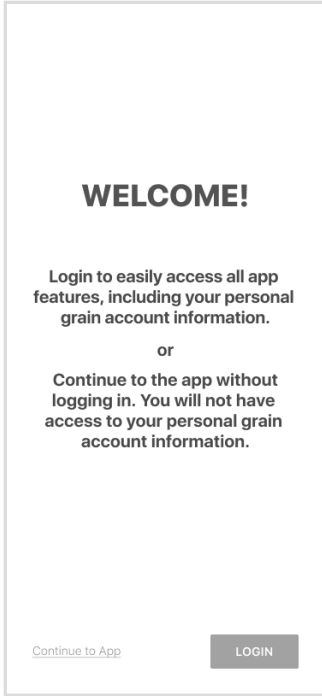 WELCOME!
Login to easily access all app
features, including your personal
grain account information.
or
Continue to the app without
logging in. You will not have
access to your personal grain
account information.
Continue to App
LOGIN